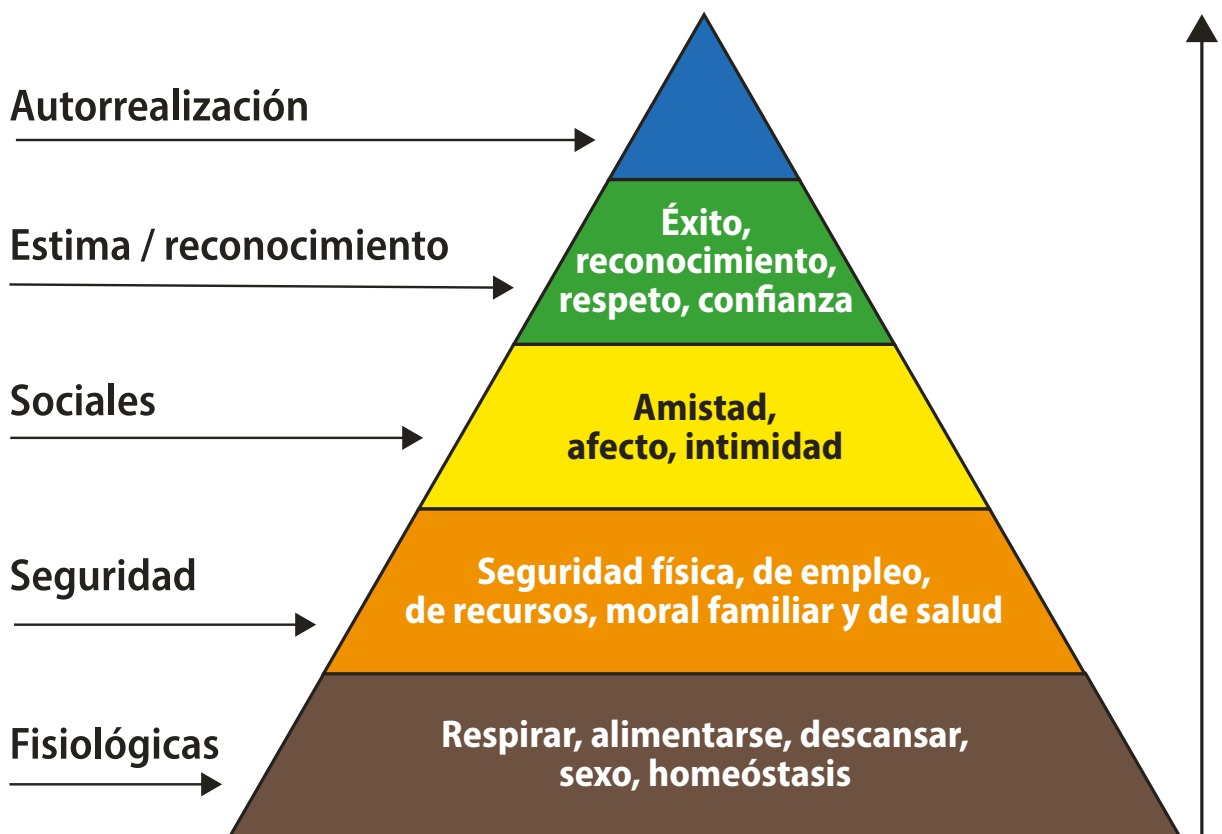 Autorrealización
Estima / reconocimiento
Éxito,
reconocimiento,
respeto, confianza
Sociales
Amistad,
afecto, intimidad
Seguridad
Seguridad física, de empleo,
de recursos, moral familiar y de salud
Fisiológicas
Respirar, alimentarse, descansar,
sexo, homeóstasis